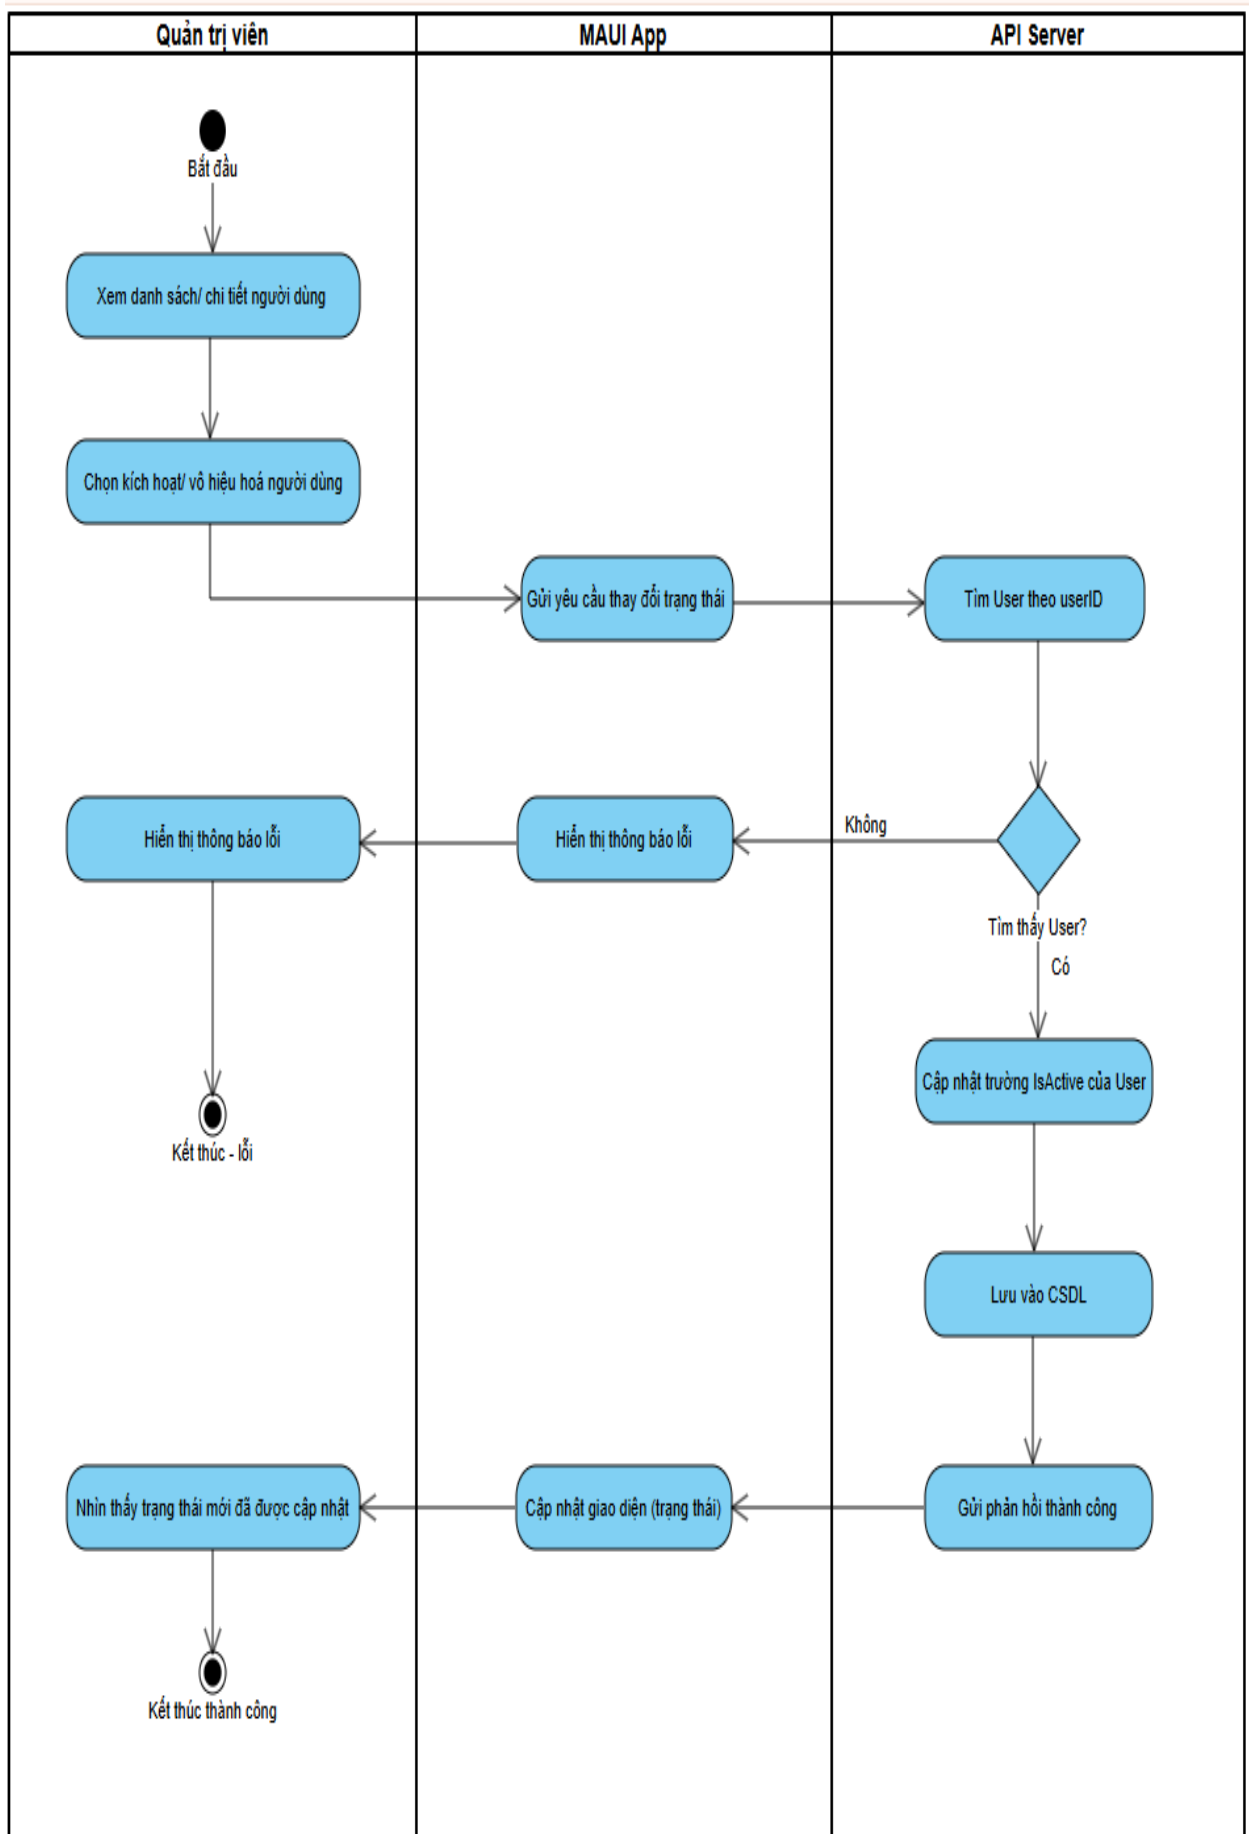 Quản trị viên
MAUI App
API Server
Bắt đầu
Xem danh sách/ chi tiết người dùng
Chọn kích hoạt/ vô hiệu hoá người dùng
Gửi yêu cầu thay đổi trạng thái
Tìm User theo userID
Hiển thị thông báo lỗi
Hiển thị thông báo lỗi
Không
Tìm thấy User?
Có
Cập nhật trường IsActive của User
Kết thúc - lỗi
Lưu vào CSDL
Nhìn thấy trạng thái mới đã được cập nhật
Cập nhật giao diện (trạng thái)
Gửi phản hồi thành công
Kết thúc thành công